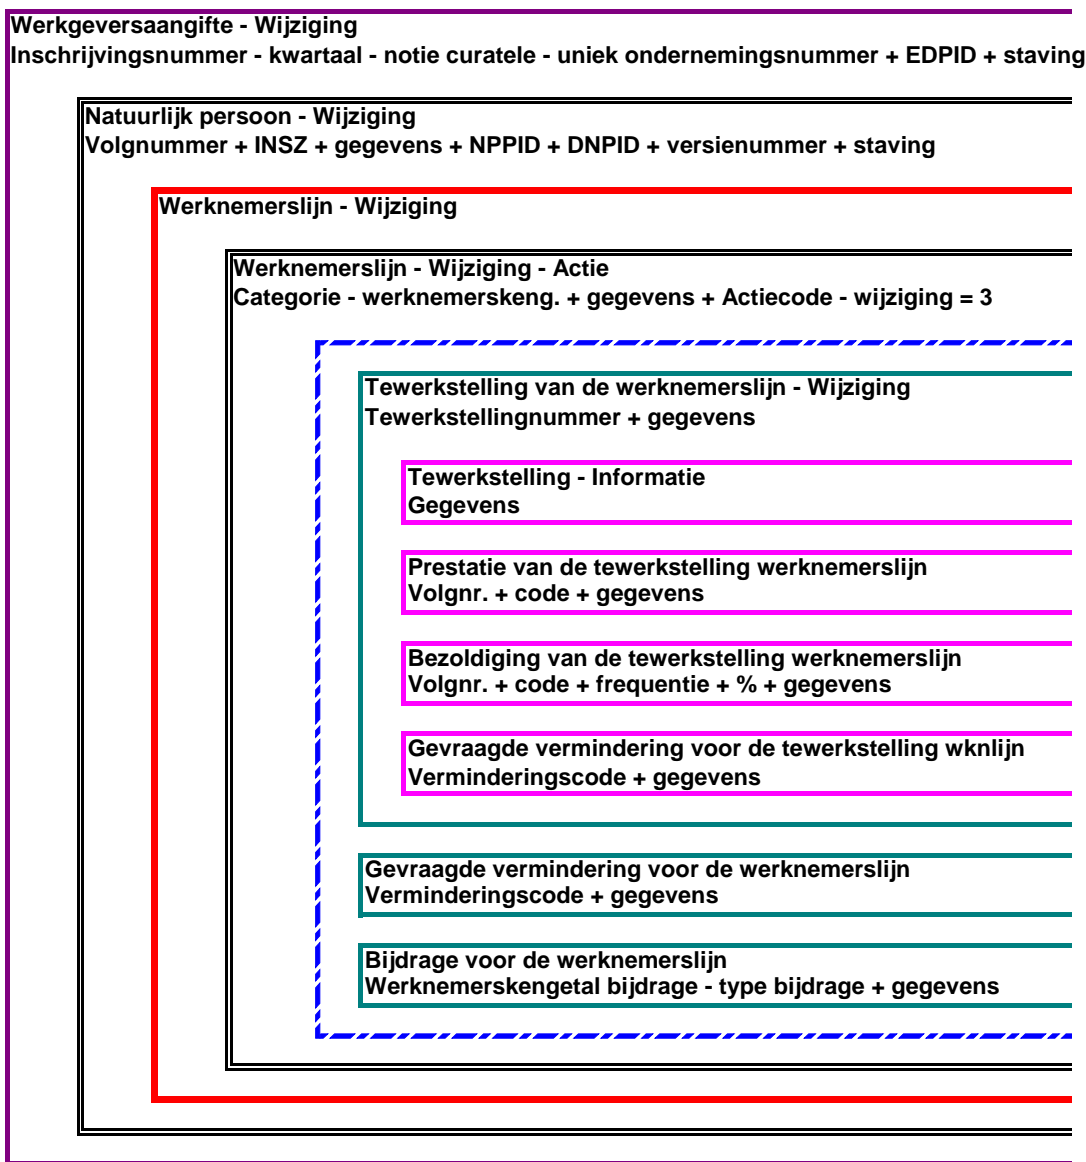 Werkgeversaangifte - Wijziging
Inschrijvingsnummer - kwartaal - notie curatele - uniek ondernemingsnummer + EDPID + staving
Natuurlijk persoon - Wijziging
Volgnummer + INSZ + gegevens + NPPID + DNPID + versienummer + staving
Werknemerslijn - Wijziging
Werknemerslijn - Wijziging - Actie
Categorie - werknemerskeng. + gegevens + Actiecode - wijziging = 3
Tewerkstelling van de werknemerslijn - Wijziging
Tewerkstellingnummer + gegevens
Tewerkstelling - Informatie
Gegevens
Prestatie van de tewerkstelling werknemerslijn
Volgnr. + code + gegevens
Bezoldiging van de tewerkstelling werknemerslijn
Volgnr. + code + frequentie + % + gegevens
Gevraagde vermindering voor de tewerkstelling wknlijn
Verminderingscode + gegevens
Gevraagde vermindering voor de werknemerslijn
Verminderingscode + gegevens
Bijdrage voor de werknemerslijn
Werknemerskengetal bijdrage - type bijdrage + gegevens